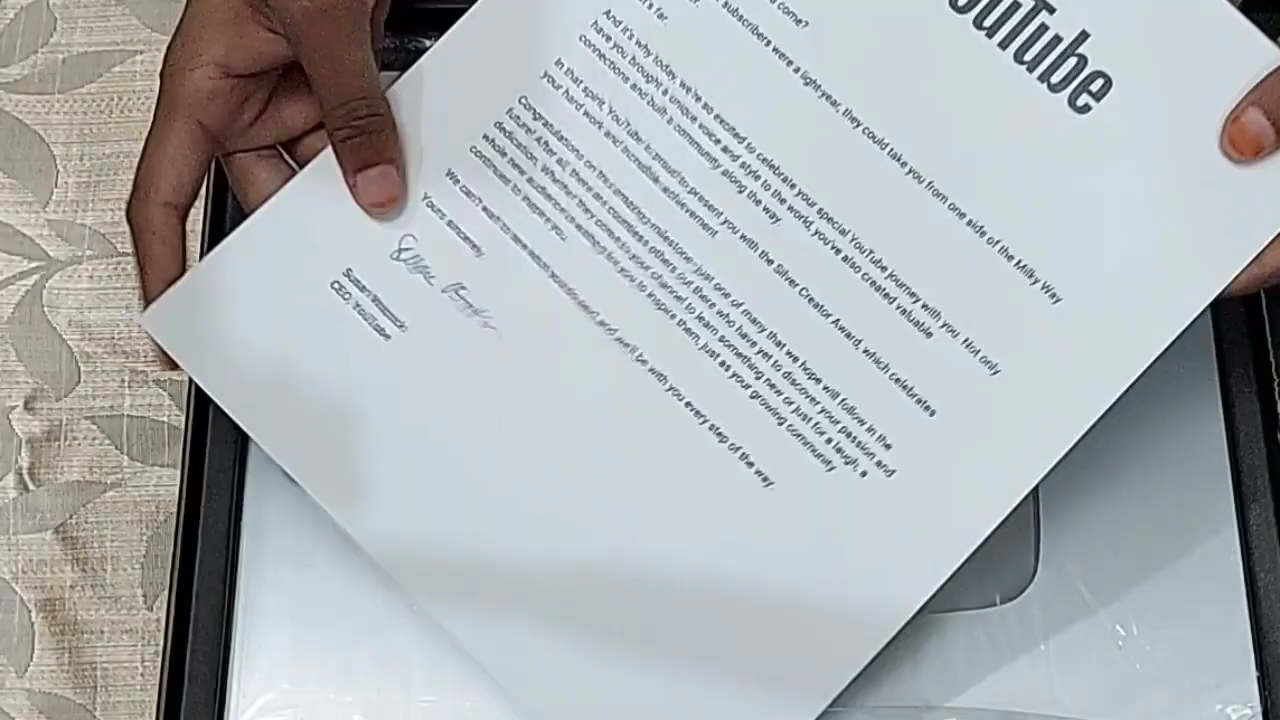 YouTube
come?
subscribers were a light-year, they could take you from one side of the Milky Way
far.
And it's why today, we're so excited to celebrate your special YouTube journey with you. Not only
have you brought a unique voice and style to the world, you've also created valuable
connections and built a community along the way.
In that spirit, YouTube is proud to present you with the Silver Creator Award, which celebrates
your hard work and incredible achievement.
Congratulations on this amazing milestone - just one of many that we hope will follow in the
future! After all, there are countless others out there who have yet to discover your passion and
dedication. Whether they come to your channel to learn something new or just for a laugh, a
whole new audience is waiting for you to inspire them, just as your growing community
continues to inspire you.
We can't wait to see and we'll be with you every step of the way.
Yours sincerely,
Susan Wojcicki
CEO, YouTube